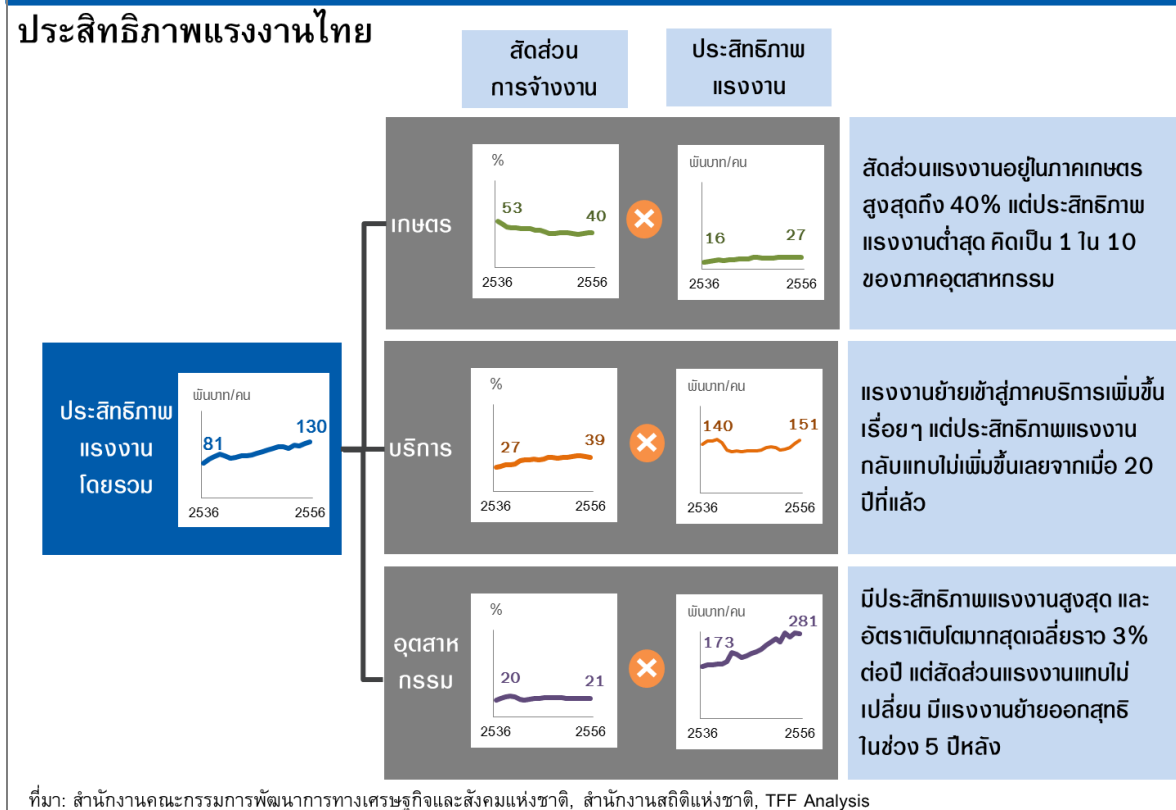 ประสิทธิภาพแรงงานไทย
สัดส่วน
การจ้างงาน
ประสิทธิภาพ
แรงงาน
เกษตร
%
53
40
2536
2556
พันบาท/คน
16
27
2536
2556
สัดส่วนแรงงานอยู่ในภาคเกษตร
สูงสุดถึง 40% แต่ประสิทธิภาพ
แรงงานต่ำสุด คิดเป็น 1 ใน 10
ของภาคอุตสาหกรรม
ประสิทธิภาพ
แรงงาน
โดยรวม
พันบาท/คน
81
130
2536
2556
บริการ
%
27
39
2536
2556
พันบาท/คน
140
151
2536
2556
แรงงานย้ายเข้าสู่ภาคบริการเพิ่มขึ้น
เรื่อยๆ แต่ประสิทธิภาพแรงงาน
กลับแทบไม่เพิ่มขึ้นเลยจากเมื่อ 20
ปีที่แล้ว
อุตสาห
กรรม
%
20
21
2536
2556
พันบาท/คน
173
281
2536
2556
มีประสิทธิภาพแรงงานสูงสุด และ
อัตราเติบโตมากสุดเฉลี่ยราว 3%
ต่อปี แต่สัดส่วนแรงงานแทบไม่
เปลี่ยน มีแรงงานย้ายออกสุทธิ
ในช่วง 5 ปีหลัง
ที่มา: สำนักงานคณะกรรมการพัฒนาการทางเศรษฐกิจและสังคมแห่งชาติ, สำนักงานสถิติแห่งชาติ, TFF Analysis